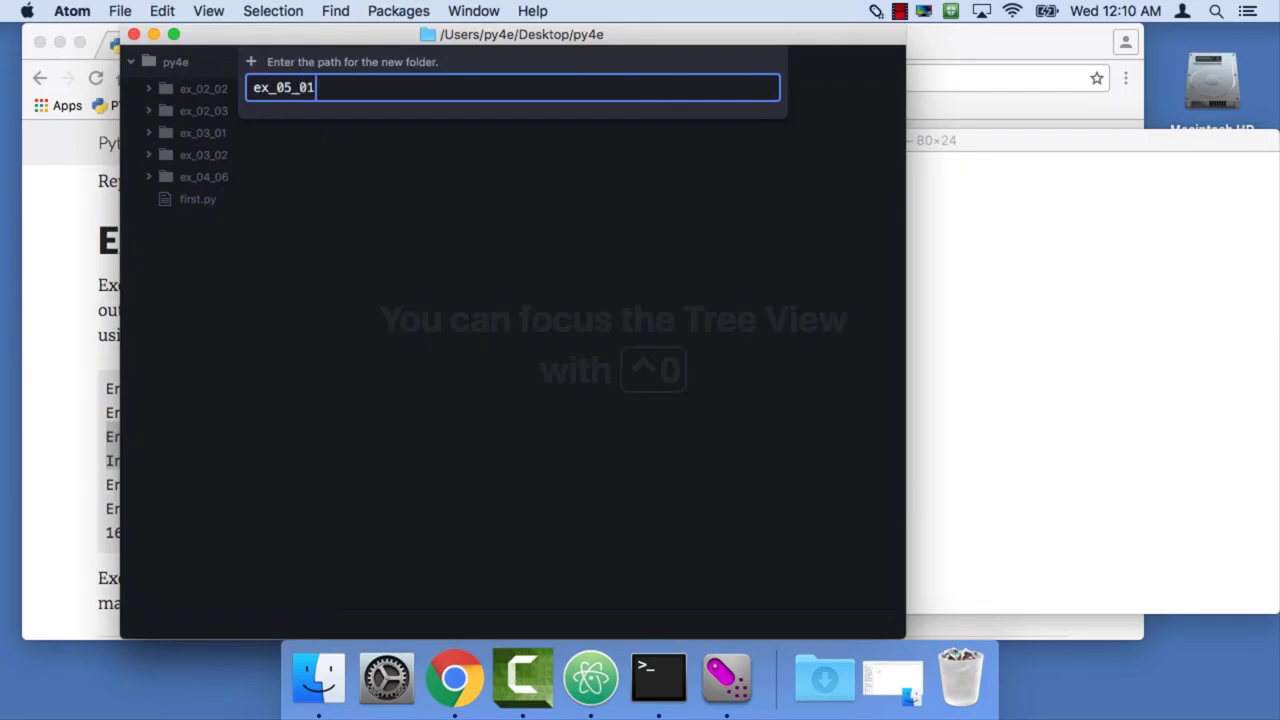 Atom File Edit View Selection Find Packages Window Help Wed 12:10 AM
/Users/py4e/Desktop/py4e
py4e
Enter the path for the new folder.
ex_05_01
ex_02_02
ex_02_03
ex_03_01
ex_03_02
ex_04_06
first.py
You can focus the Tree View
with ^0
Apps
80×24